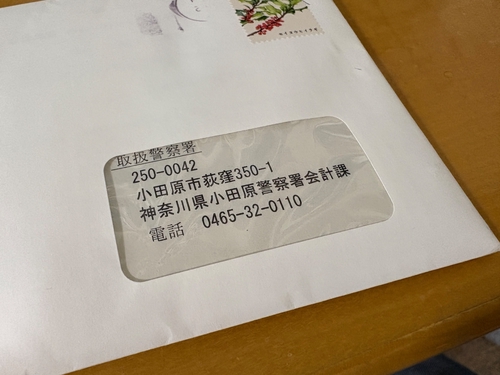 取扱警察署
250-0042
小田原市荻窪350-1
神奈川県小田原警察署会計課
電話 0465-32-0110